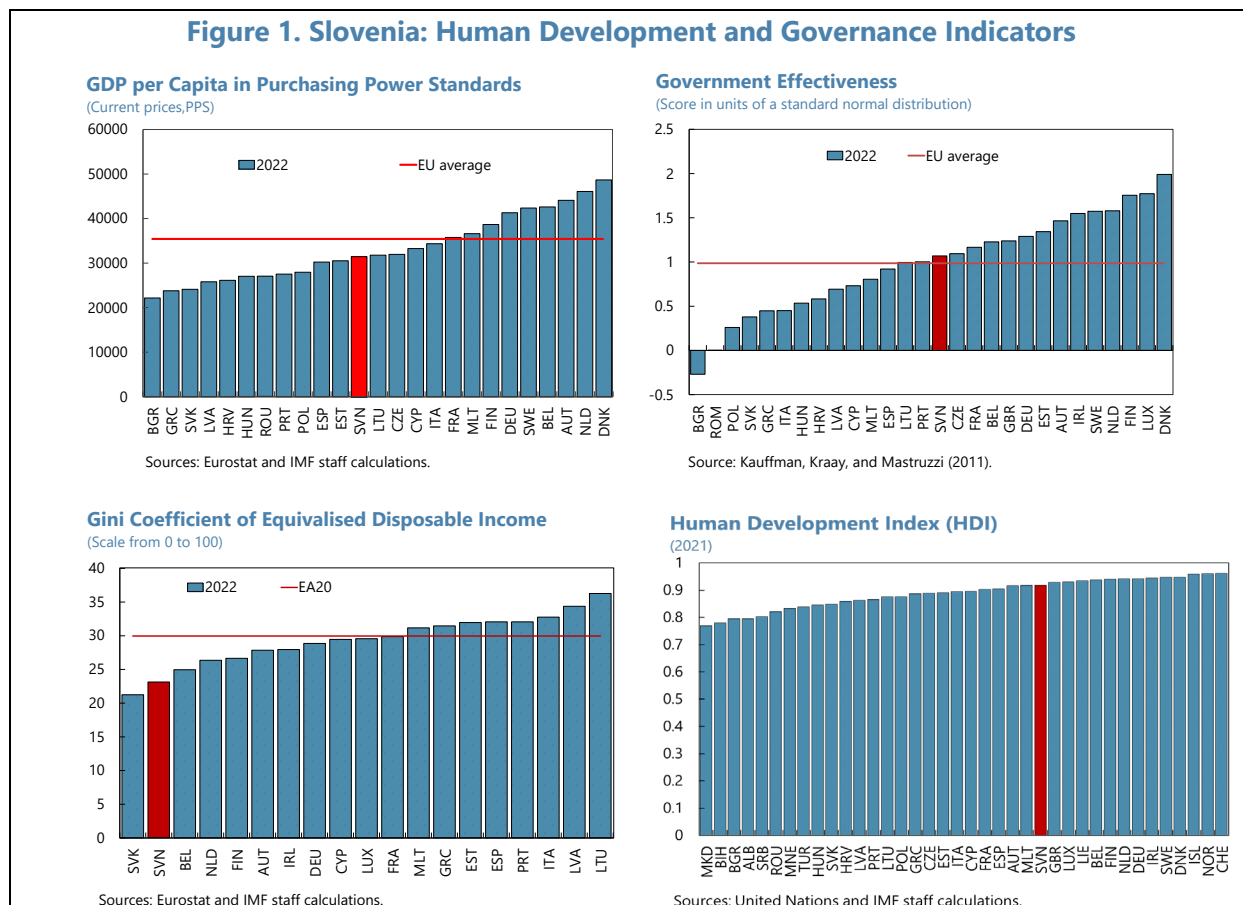 Figure 1. Slovenia: Human Development and Governance Indicators
GDP per Capita in Purchasing Power Standards
(Current prices,PPS)
60000
50000
40000
30000
20000
10000
0
2022
EU average
BGR GRC SVK LVA HRV HUN ROU PRT POL ESP EST SVN LTU CZE CYP ITA FRA MLT FIN DEU SWE BEL AUT NLD DNK
Sources: Eurostat and IMF staff calculations.
Government Effectiveness
(Score in units of a standard normal distribution)
2.5
2
1.5
1
0.5
0
-0.5
2022
EU average
BGR ROM POL SVK GRC ITA HUN HRV LVA CYP MLT ESP LTU PRT SVN CZE FRA BEL GBR DEU EST AUT IRL SWE NLD FIN LUX DNK
Source: Kauffman, Kraay, and Mastruzzi (2011).
Gini Coefficient of Equivalised Disposable Income
(Scale from 0 to 100)
40
35
30
25
20
15
10
5
0
2022
EA20
SVK SVN BEL NLD FIN AUT IRL DEU CYP LUX FRA MLT GRC EST ESP PRT ITA LVA LTU
Sources: Eurostat and IMF staff calculations.
Human Development Index (HDI)
(2021)
1
0.9
0.8
0.7
0.6
0.5
0.4
0.3
0.2
0.1
0
MKD BIH BGR ALB SRB ROU MNE TUR HUN SVK HRV LVA PRT LTU POL GRC CZE EST ITA CYP FRA ESP AUT MLT SVN GBR LUX LIE BEL FIN NLD DEU IRL SWE DNK ISL NOR CHE
Sources: United Nations and IMF staff calculations.